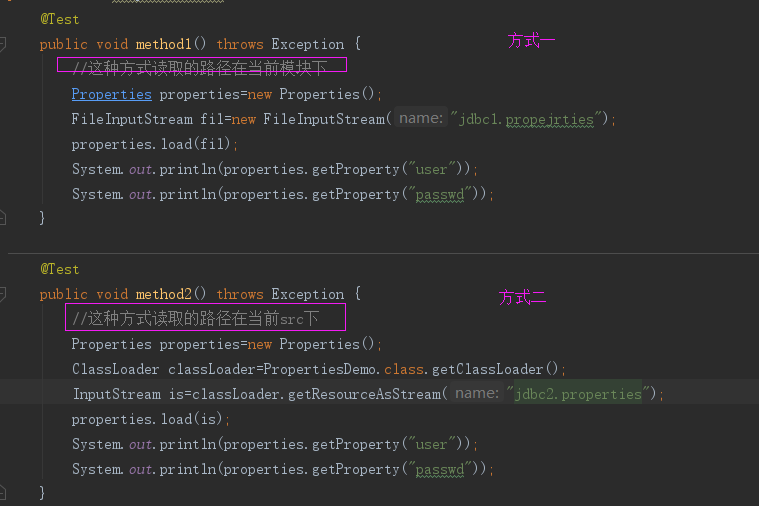 @Test
public void method1() throws Exception {
方式一
//这种方式读取的路径在当前模块下
Properties properties=new Properties();
FileInputStream fil=new FileInputStream( name: "jdbc1.propejrties");
properties.load(fil);
System.out.println(properties.getProperty("user"));
System.out.println(properties.getProperty("passwd"));
}
@Test
public void method2() throws Exception {
方式二
//这种方式读取的路径在当前src下
Properties properties=new Properties();
ClassLoader classLoader=PropertiesDemo.class.getClassLoader();
InputStream is=classLoader.getResourceAsStream( name: "jdbc2.properties");
properties.load(is);
System.out.println(properties.getProperty("user"));
System.out.println(properties.getProperty("passwd"));
}